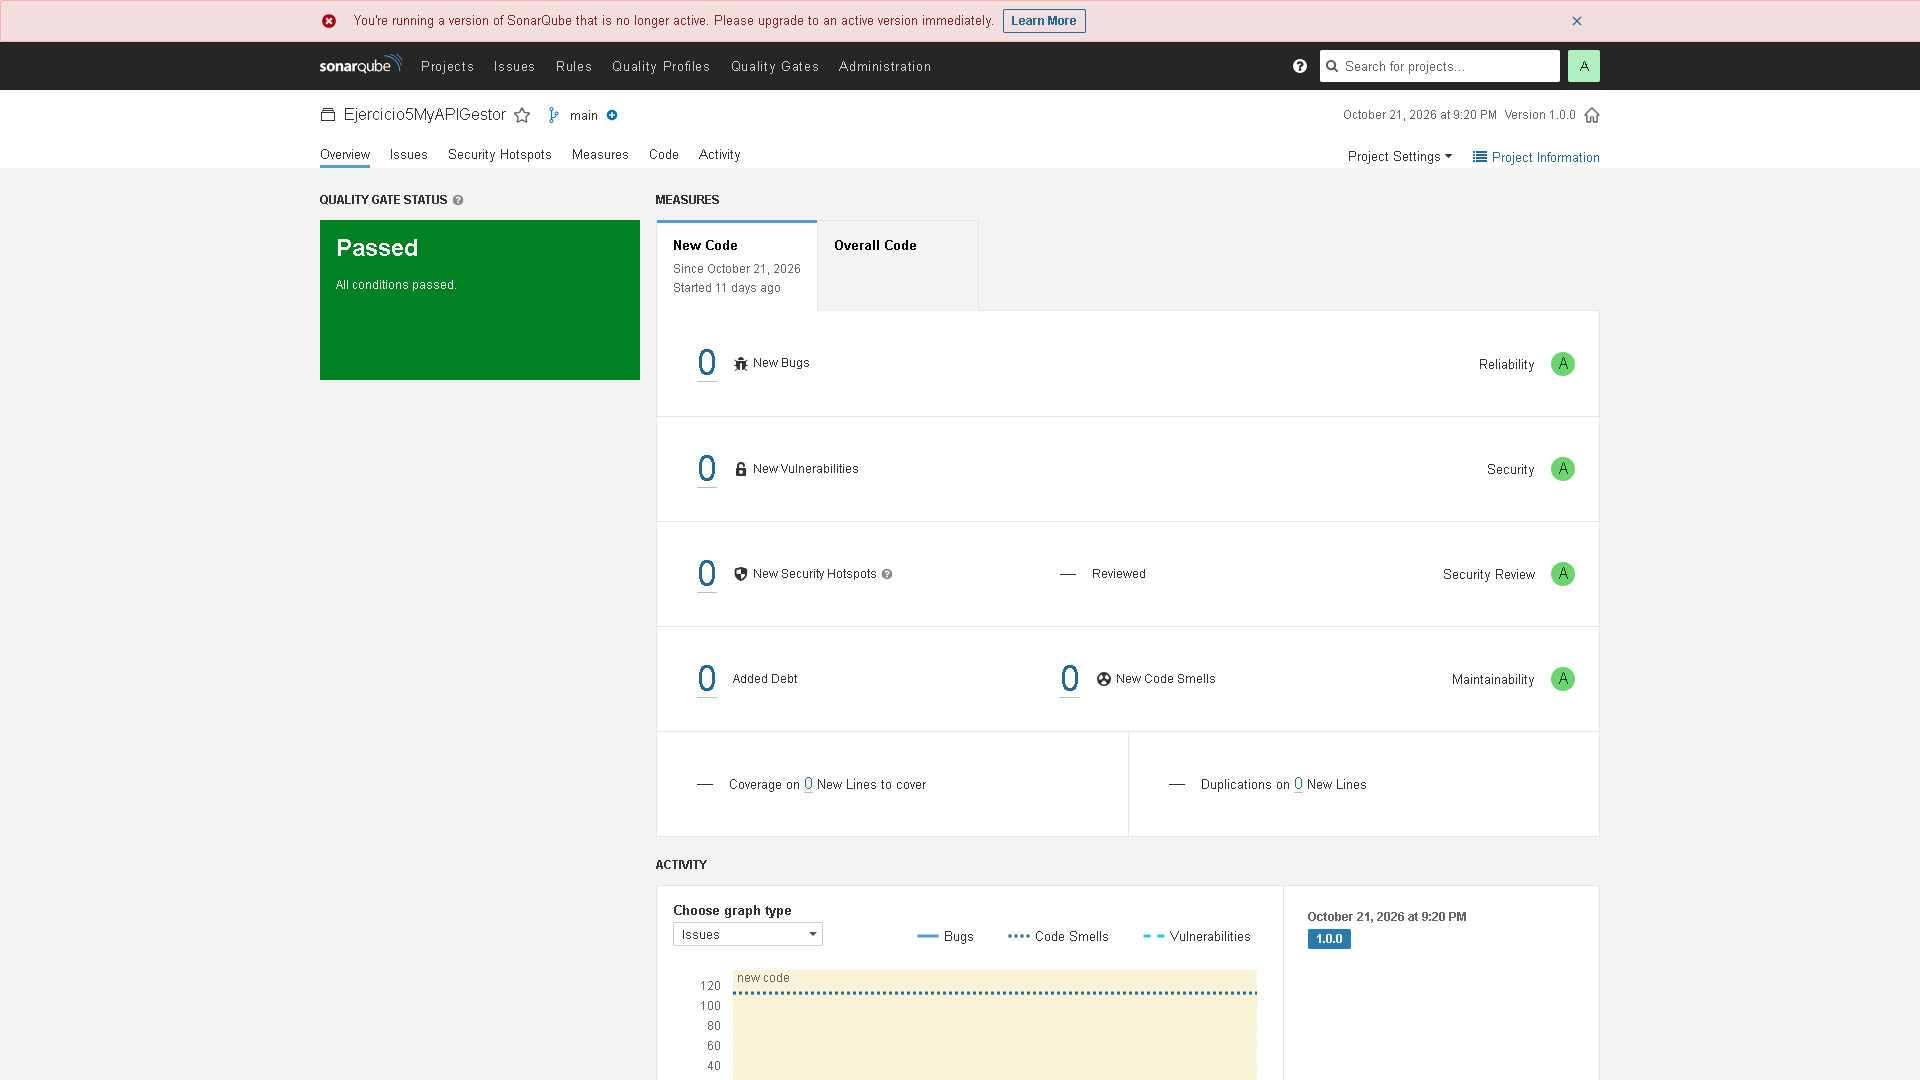 You're running a version of SonarQube that is no longer active. Please upgrade to an active version immediately. Learn More
sonarqube Projects Issues Rules Quality Profiles Quality Gates Administration Search for projects... A
Ejercicio5MyAPIGestor main October 21, 2026 at 9:20 PM Version 1.0.0
Overview Issues Security Hotspots Measures Code Activity Project Settings Project Information
QUALITY GATE STATUS
Passed
All conditions passed.
MEASURES
New Code
Since October 21, 2026
Started 11 days ago
Overall Code
0 New Bugs Reliability A
0 New Vulnerabilities Security A
0 New Security Hotspots — Reviewed Security Review A
0 Added Debt 0 New Code Smells Maintainability A
— Coverage on 0 New Lines to cover — Duplications on 0 New Lines
ACTIVITY
Choose graph type
Issues
Bugs Code Smells Vulnerabilities
new code
120
100
80
60
40
October 21, 2026 at 9:20 PM
1.0.0